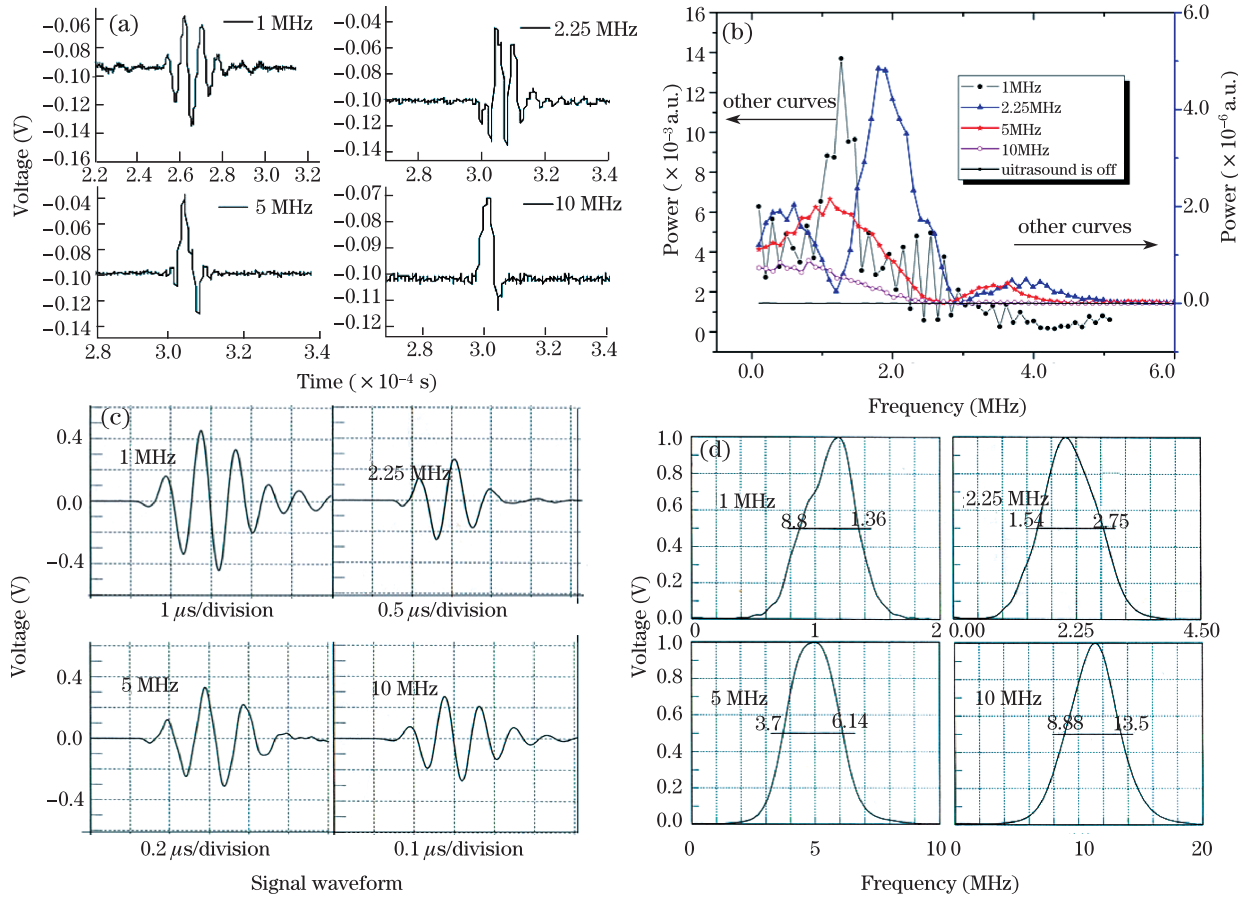 (a)
1 MHz
−0.06
−0.08
−0.10
−0.12
−0.14
−0.16
2.2 2.4 2.6 2.8 3.0 3.2
2.25 MHz
−0.04
−0.06
−0.08
−0.10
−0.12
−0.14
2.8 3.0 3.2 3.4
5 MHz
−0.04
−0.06
−0.08
−0.10
−0.12
−0.14
2.8 3.0 3.2 3.4
10 MHz
−0.07
−0.08
−0.09
−0.10
−0.11
−0.12
2.8 3.0 3.2 3.4
Voltage (V)
Time (×10⁻⁴ s)
(b)
16
14
12
10
8
6
4
2
0
Power (×10⁻³ a.u.)
6.0
4.0
2.0
0.0
Power (×10⁻⁶ a.u.)
other curves
1MHz
2.25MHz
5MHz
10MHz
uitrasound is off
other curves
0.0 2.0 4.0 6.0
Frequency (MHz)
(c)
1 MHz
0.4
0.0
−0.4
1 μs/division
2.25 MHz
0.5 μs/division
5 MHz
0.4
0.0
−0.4
0.2 μs/division
10 MHz
0.1 μs/division
Voltage (V)
Signal waveform
(d)
1.0
0.8
0.6
0.4
0.2
0.0
1 MHz
8.8 1.36
0 1 2
2.25 MHz
1.54 2.75
0.00 2.25 4.50
1.0
0.8
0.6
0.4
0.2
0.0
5 MHz
3.7 6.14
0 5 10
10 MHz
8.88 13.5
0 10 20
Voltage (V)
Frequency (MHz)